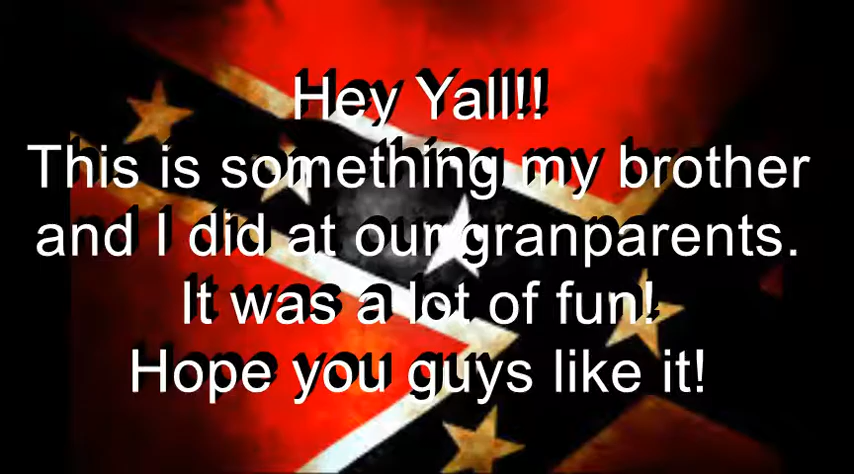 Hey Yall!!
This is something my brother
and I did at our granparents.
It was a lot of fun!
Hope you guys like it!